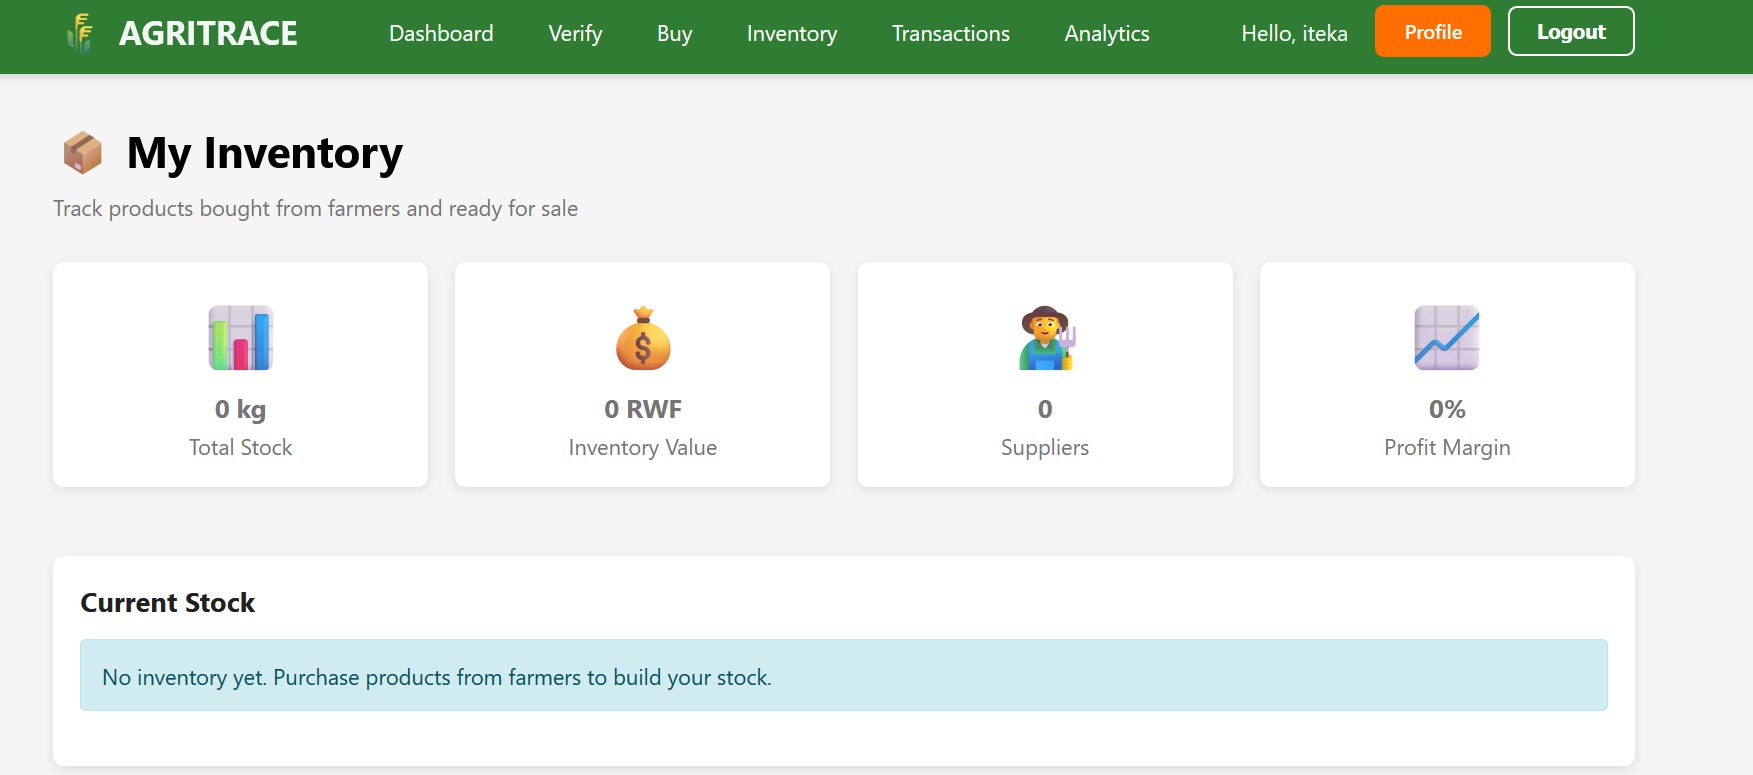 AGRITRACE Dashboard Verify Buy Inventory Transactions Analytics Hello, iteka Profile Logout
My Inventory
Track products bought from farmers and ready for sale
$
0 kg 0 RWF 0 0%
Total Stock Inventory Value Suppliers Profit Margin
Current Stock
No inventory yet. Purchase products from farmers to build your stock.